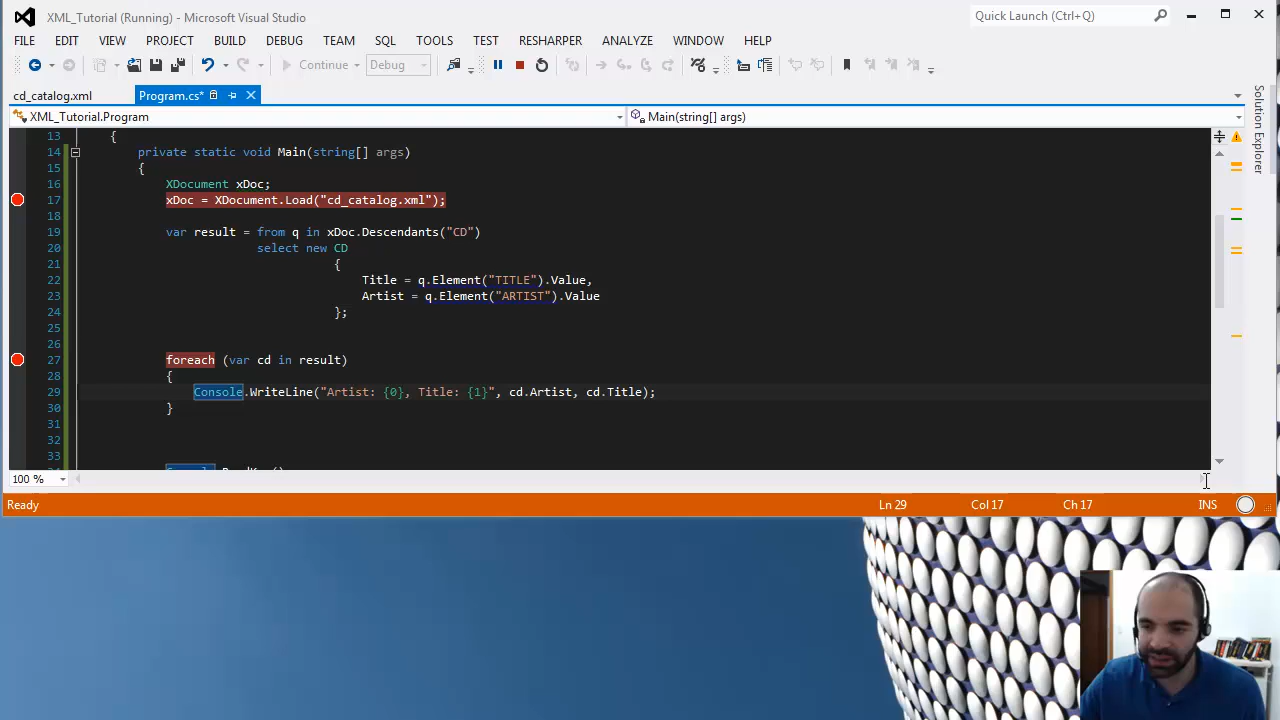 XML_Tutorial (Running) - Microsoft Visual Studio
Quick Launch (Ctrl+Q)
FILE EDIT VIEW PROJECT BUILD DEBUG TEAM SQL TOOLS TEST RESHARPER ANALYZE WINDOW HELP
Continue Debug
cd_catalog.xml Program.cs*
XML_Tutorial.Program Main(string[] args)
Solution Explorer
13 {
14 private static void Main(string[] args)
15 {
16 XDocument xDoc;
17 xDoc = XDocument.Load("cd_catalog.xml");
18
19 var result = from q in xDoc.Descendants("CD")
20 select new CD
21 {
22 Title = q.Element("TITLE").Value,
23 Artist = q.Element("ARTIST").Value
24 };
25
26
27 foreach (var cd in result)
28 {
29 Console.WriteLine("Artist: {0}, Title: {1}", cd.Artist, cd.Title);
30 }
31
32
33
100 %
Ready Ln 29 Col 17 Ch 17 INS